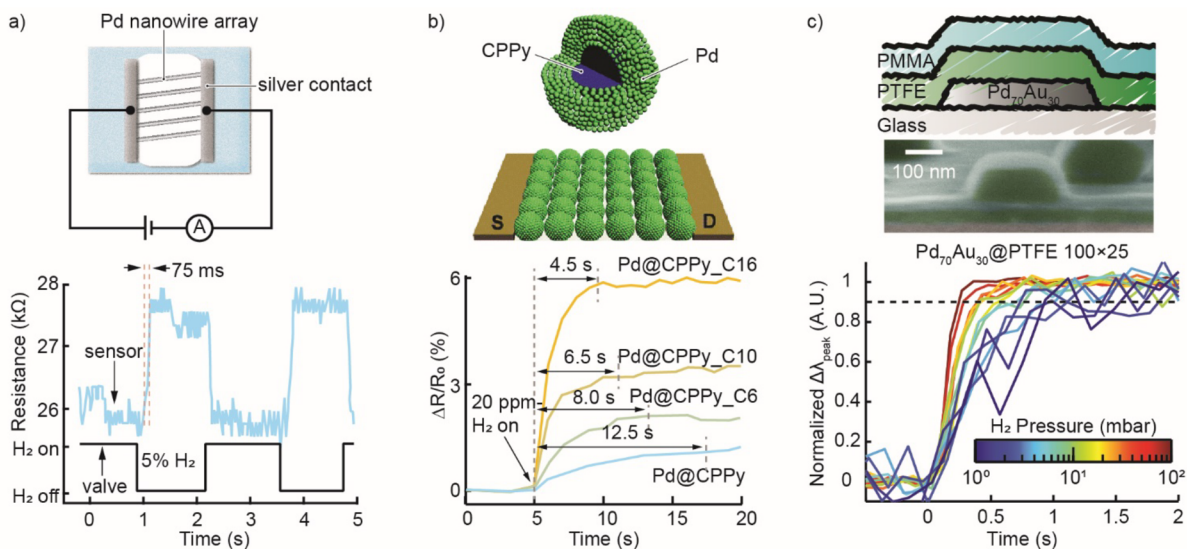 a)
Pd nanowire array
silver contact
A
75 ms
Resistance (kΩ)
28
27
26
sensor
H₂ on
5% H₂
valve
H₂ off
0 1 2 3 4 5
Time (s)
b)
CPPy
Pd
S
D
ΔR/R₀ (%)
6
3
0
4.5 s
Pd@CPPy_C16
6.5 s
Pd@CPPy_C10
8.0 s
Pd@CPPy_C6
20 ppm
H₂ on
12.5 s
Pd@CPPy
0 5 10 15 20
Time (s)
c)
PMMA
PTFE
Pd₇₀Au₃₀
Glass
100 nm
Pd₇₀Au₃₀@PTFE 100×25
Normalized Δλpeak (A.U.)
1
0.8
0.6
0.4
0.2
0
H₂ Pressure (mbar)
10⁰ 10¹ 10²
0 0.5 1 1.5 2
Time (s)